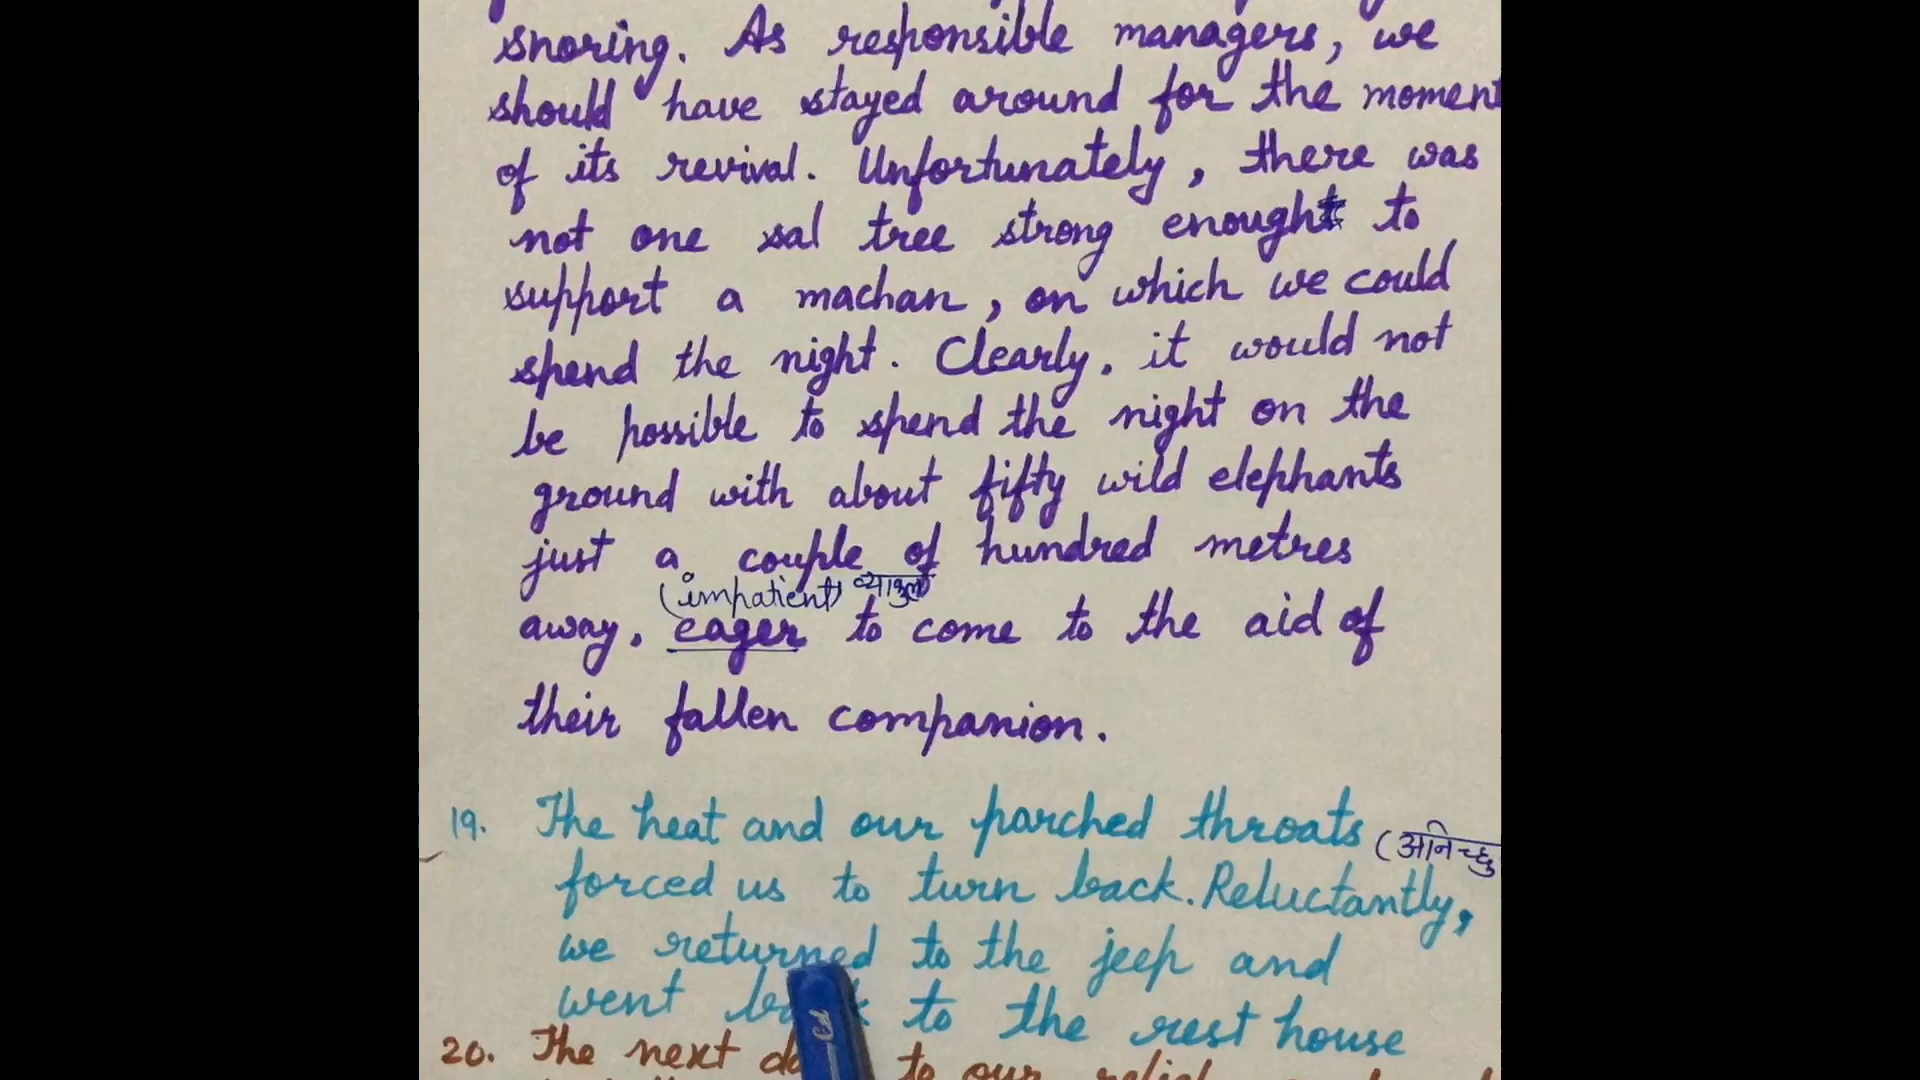 snoring. As responsible managers, we
should have stayed around for the moment
of its revival. Unfortunately, there was
not one sal tree strong enough to
support a machan, on which we could
spend the night. Clearly, it would not
be possible to spend the night on the
ground with about fifty wild elephants
just a couple of hundred metres
(impatient)
away, eager to come to the aid of
their fallen companion.
19. The heat and our parched throats
forced us to turn back. Reluctantly,
we returned to the jeep and
went to the rest house
20. The next to our